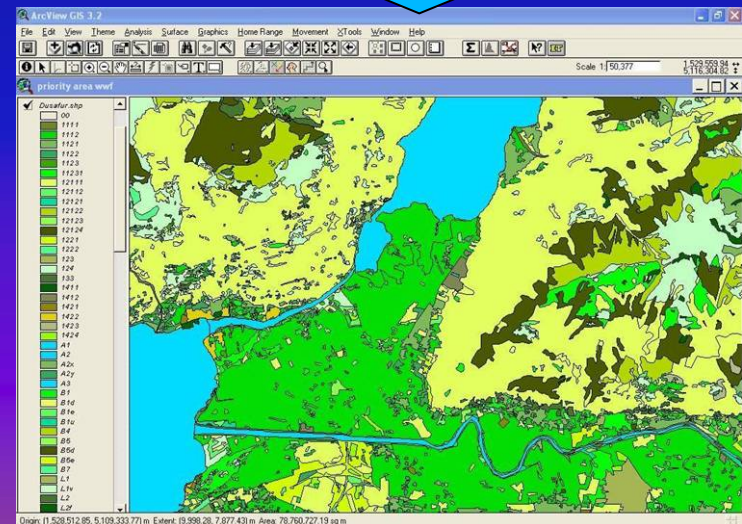 ArcView GIS 3.2
File Edit View Theme Analysis Surface Graphics Home Range Movement XTools Window Help
Scale 1: 50,377
1,529,559.94
5,116,304.82
priority area wwf
Dusafur.shp
00
1111
1112
1121
1122
1123
11231
12111
12112
12121
12122
12123
12124
1221
1222
123
124
133
1411
1412
1421
1422
1423
1424
A1
A2
A2x
A2y
A3
B1
B1d
B1e
B1u
B4
B5
B5d
B5e
B7
L1
L1v
L2
L2f
Origin: (1,528,512.85, 5,109,333.77) m Extent: (9,998.28, 7,877.43) m Area: 78,760,727.19 sq m